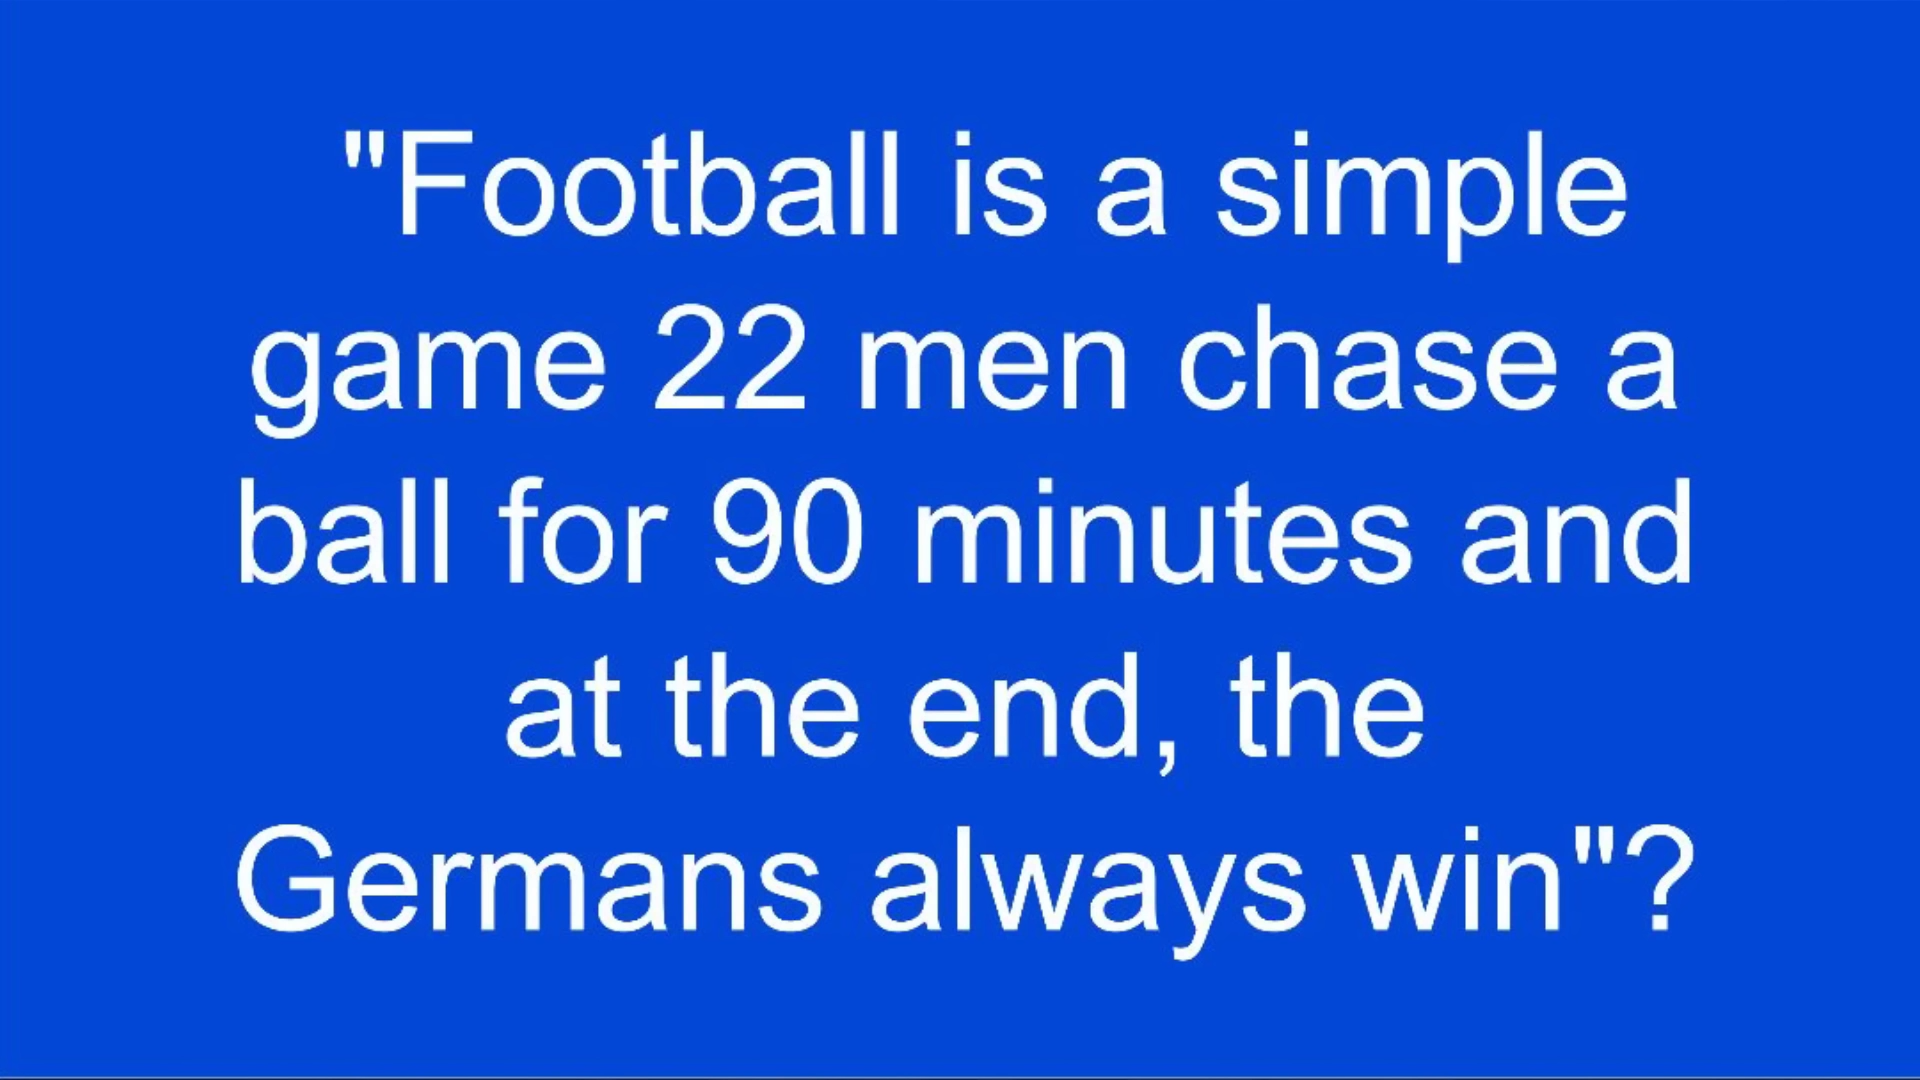 "Football is a simple
game 22 men chase a
ball for 90 minutes and
at the end, the
Germans always win"?